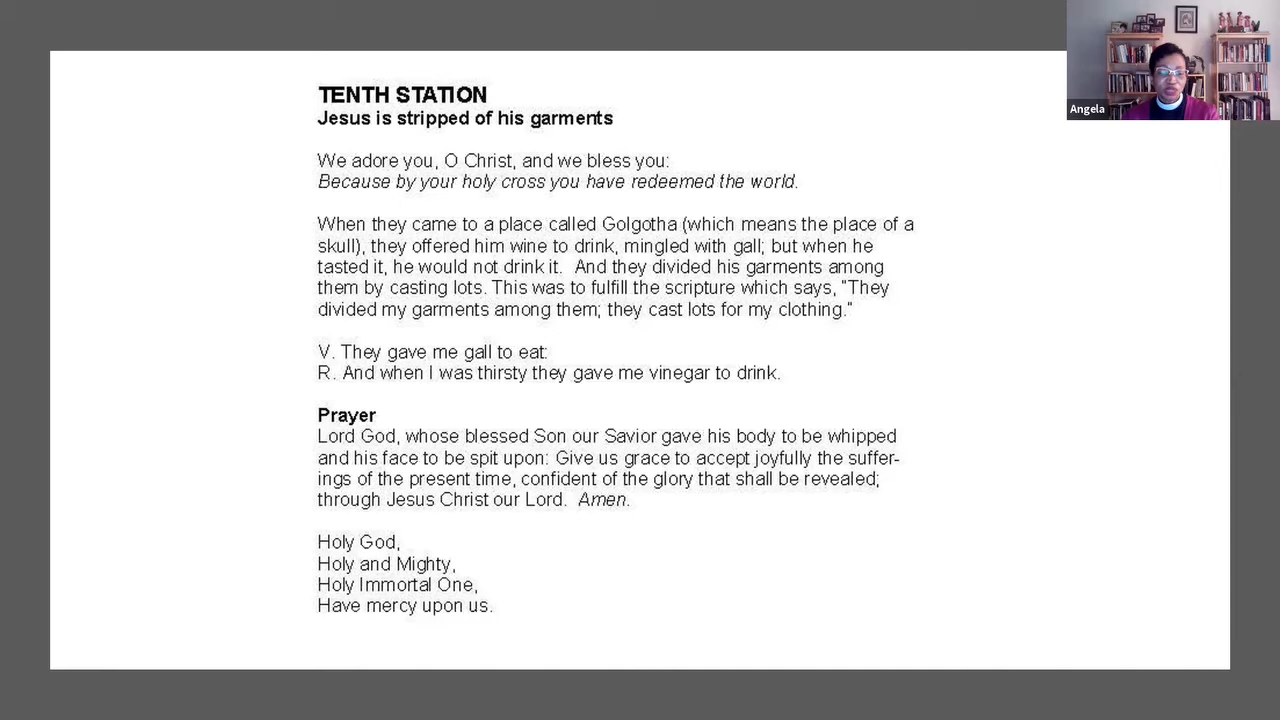 TENTH STATION
Jesus is stripped of his garments
We adore you, O Christ, and we bless you:
Because by your holy cross you have redeemed the world.
When they came to a place called Golgotha (which means the place of a
skull), they offered him wine to drink, mingled with gall; but when he
tasted it, he would not drink it.  And they divided his garments among
them by casting lots. This was to fulfill the scripture which says, “They
divided my garments among them; they cast lots for my clothing.”
V. They gave me gall to eat:
R. And when I was thirsty they gave me vinegar to drink.
Prayer
Lord God, whose blessed Son our Savior gave his body to be whipped
and his face to be spit upon: Give us grace to accept joyfully the suffer-
ings of the present time, confident of the glory that shall be revealed;
through Jesus Christ our Lord.  Amen.
Holy God,
Holy and Mighty,
Holy Immortal One,
Have mercy upon us.
Angela